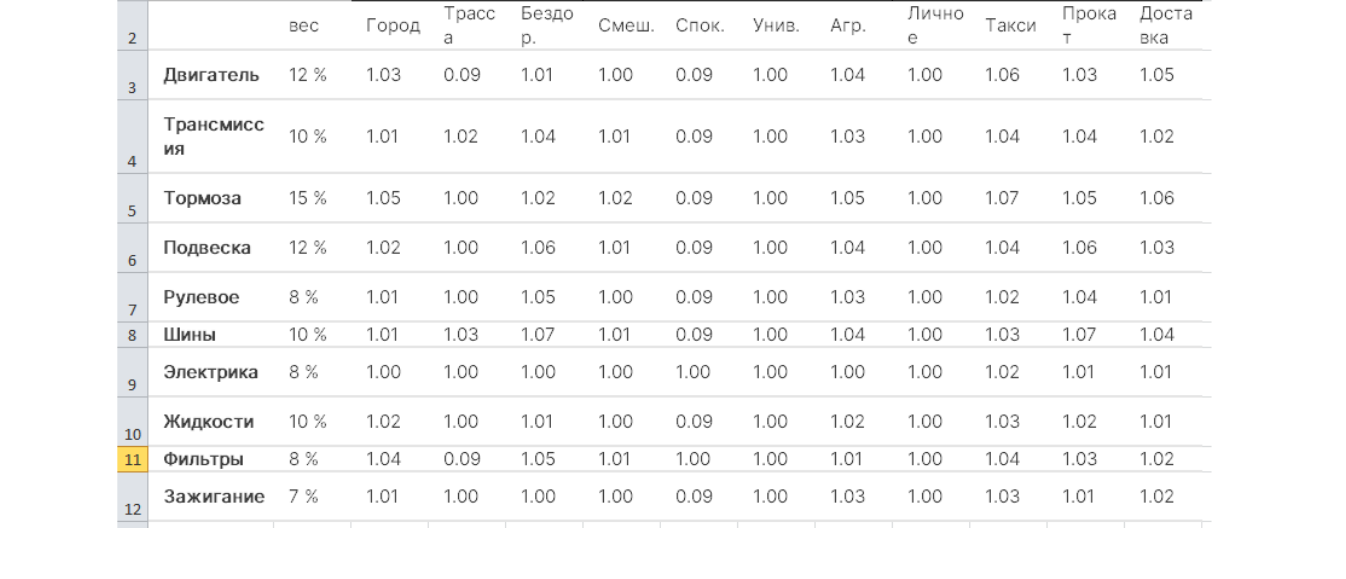 2 вес Город Трасс Бездо Смеш. Спок. Унив. Агр. Лично Такси Прока Доста
а р. е т вка
3 Двигатель 12 % 1.03 0.09 1.01 1.00 0.09 1.00 1.04 1.00 1.06 1.03 1.05
4 Трансмисс 10 % 1.01 1.02 1.04 1.01 0.09 1.00 1.03 1.00 1.04 1.04 1.02
ия
5 Тормоза 15 % 1.05 1.00 1.02 1.02 0.09 1.00 1.05 1.00 1.07 1.05 1.06
6 Подвеска 12 % 1.02 1.00 1.06 1.01 0.09 1.00 1.04 1.00 1.04 1.06 1.03
7 Рулевое 8 % 1.01 1.00 1.05 1.00 0.09 1.00 1.03 1.00 1.02 1.04 1.01
8 Шины 10 % 1.01 1.03 1.07 1.01 0.09 1.00 1.04 1.00 1.03 1.07 1.04
9 Электрика 8 % 1.00 1.00 1.00 1.00 1.00 1.00 1.00 1.00 1.02 1.01 1.01
10 Жидкости 10 % 1.02 1.00 1.01 1.00 0.09 1.00 1.02 1.00 1.03 1.02 1.01
11 Фильтры 8 % 1.04 0.09 1.05 1.01 1.00 1.00 1.01 1.00 1.04 1.03 1.02
12 Зажигание 7 % 1.01 1.00 1.00 1.00 0.09 1.00 1.03 1.00 1.03 1.01 1.02